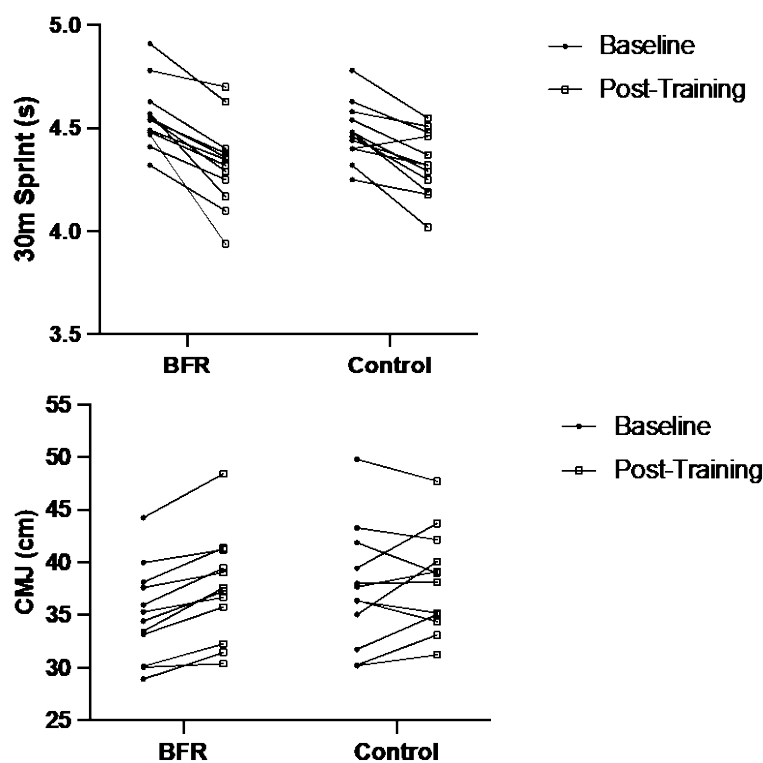 5.0
Baseline
Post-Training
4.5
30m Sprint (s)
4.0
3.5
BFR Control
55
Baseline
50
Post-Training
45
40
CMJ (cm)
35
30
25
BFR Control